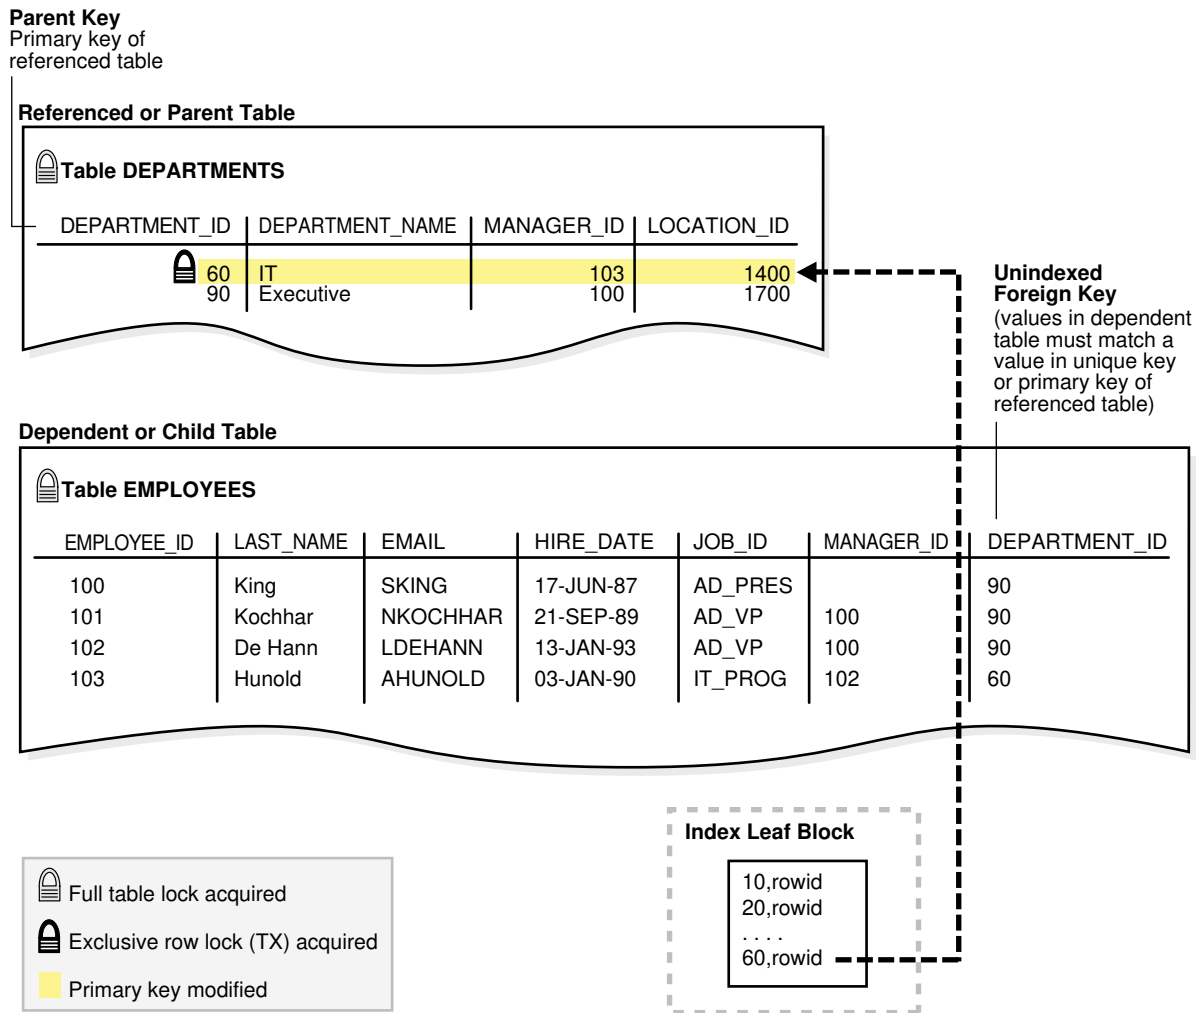 Parent Key
Primary key of
referenced table
Referenced or Parent Table
Table DEPARTMENTS
DEPARTMENT_ID DEPARTMENT_NAME MANAGER_ID LOCATION_ID
60 IT 103 1400
90 Executive 100 1700
Unindexed
Foreign Key
(values in dependent
table must match a
value in unique key
or primary key of
referenced table)
Dependent or Child Table
Table EMPLOYEES
EMPLOYEE_ID LAST_NAME EMAIL HIRE_DATE JOB_ID MANAGER_ID DEPARTMENT_ID
100 King SKING 17-JUN-87 AD_PRES 90
101 Kochhar NKOCHHAR 21-SEP-89 AD_VP 100 90
102 De Hann LDEHANN 13-JAN-93 AD_VP 100 90
103 Hunold AHUNOLD 03-JAN-90 IT_PROG 102 60
Index Leaf Block
10,rowid
20,rowid
. . . .
60,rowid
Full table lock acquired
Exclusive row lock (TX) acquired
Primary key modified